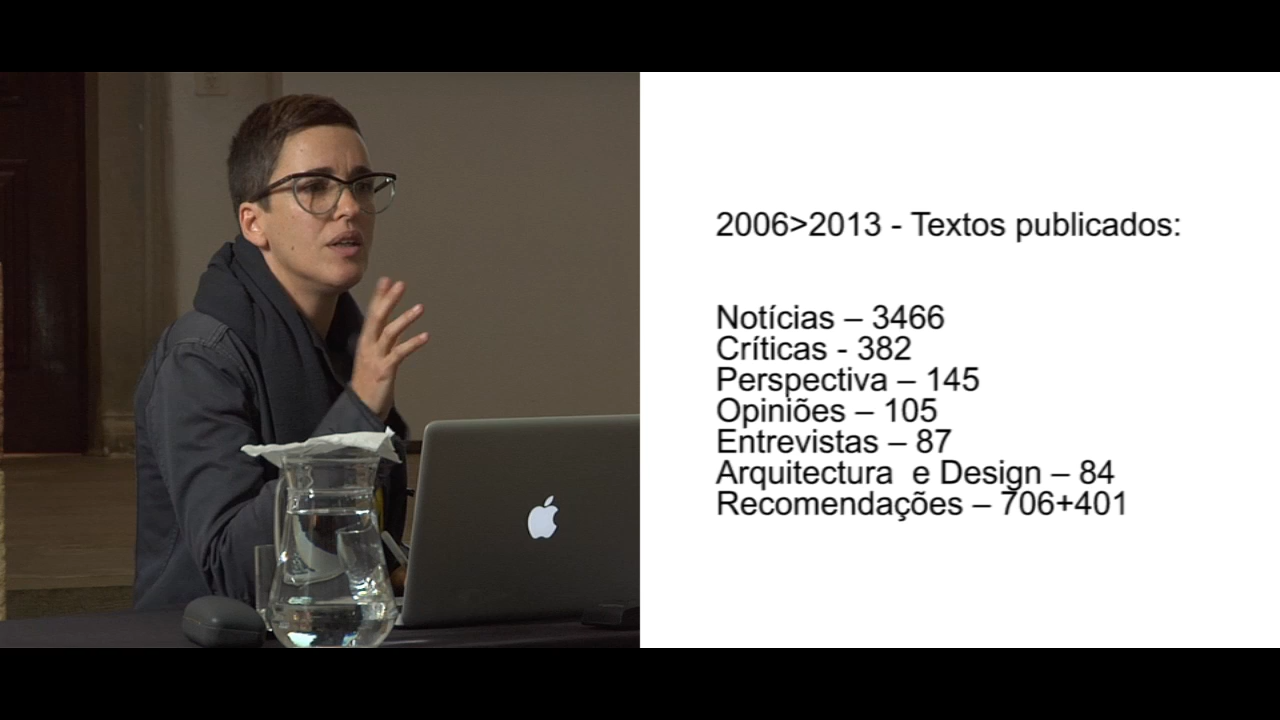 2006>2013 - Textos publicados:
Notícias – 3466
Críticas - 382
Perspectiva – 145
Opiniões – 105
Entrevistas – 87
Arquitectura  e Design – 84
Recomendações – 706+401